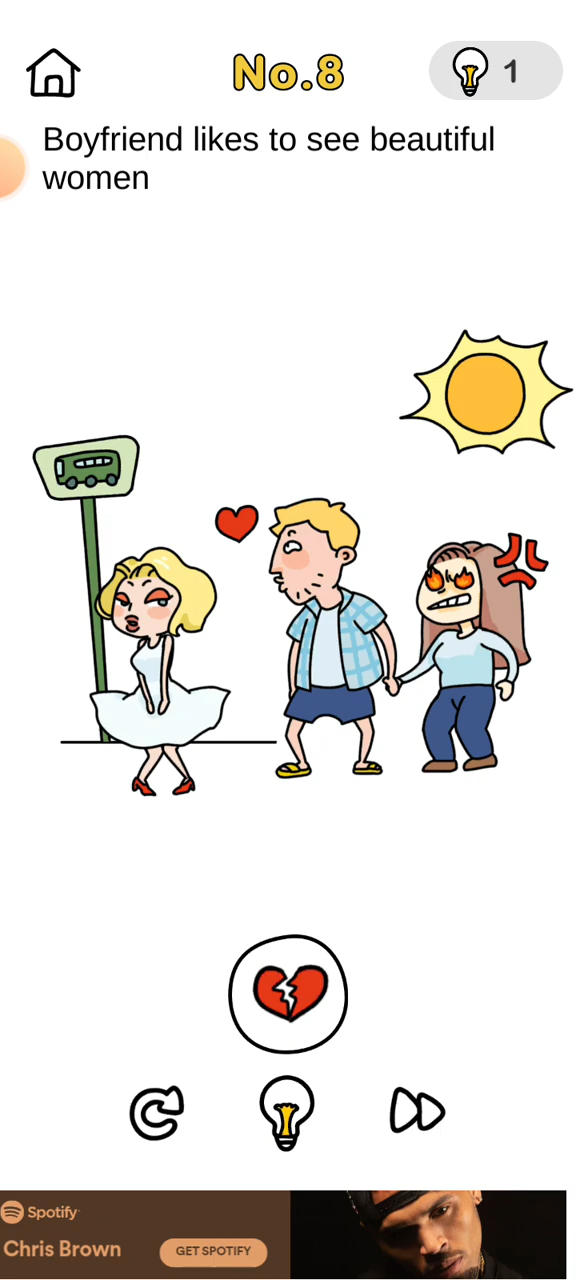 No.8
1
Boyfriend likes to see beautiful
women
Spotify
Chris Brown
GET SPOTIFY